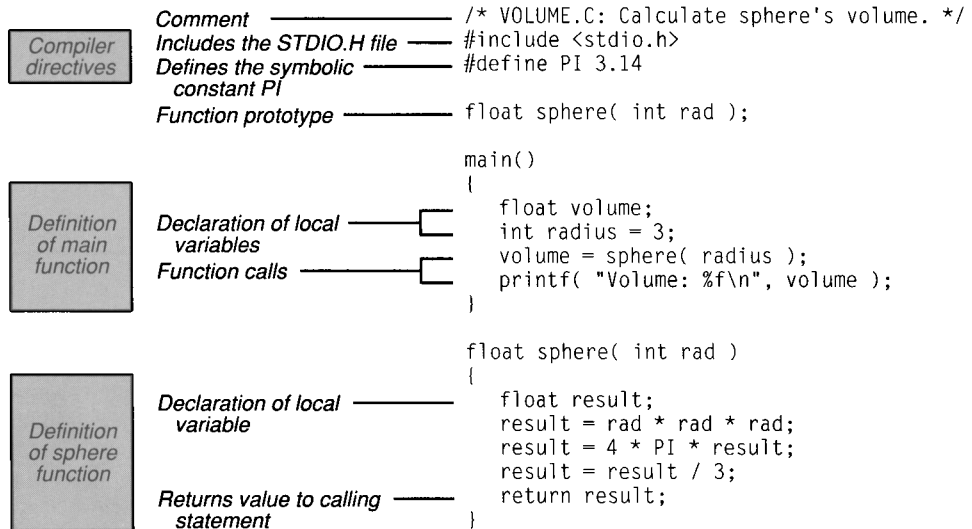 Comment /* VOLUME.C: Calculate sphere's volume. */
Compiler directives
Includes the STDIO.H file #include <stdio.h>
Defines the symbolic #define PI 3.14
constant PI
Function prototype float sphere( int rad );
main()
{
Definition
of main
function
float volume;
Declaration of local
variables
int radius = 3;
volume = sphere( radius );
Function calls
printf( "Volume: %f\n", volume );
}
float sphere( int rad )
{
Definition
of sphere
function
Declaration of local float result;
variable
result = rad * rad * rad;
result = 4 * PI * result;
result = result / 3;
Returns value to calling return result;
statement
}